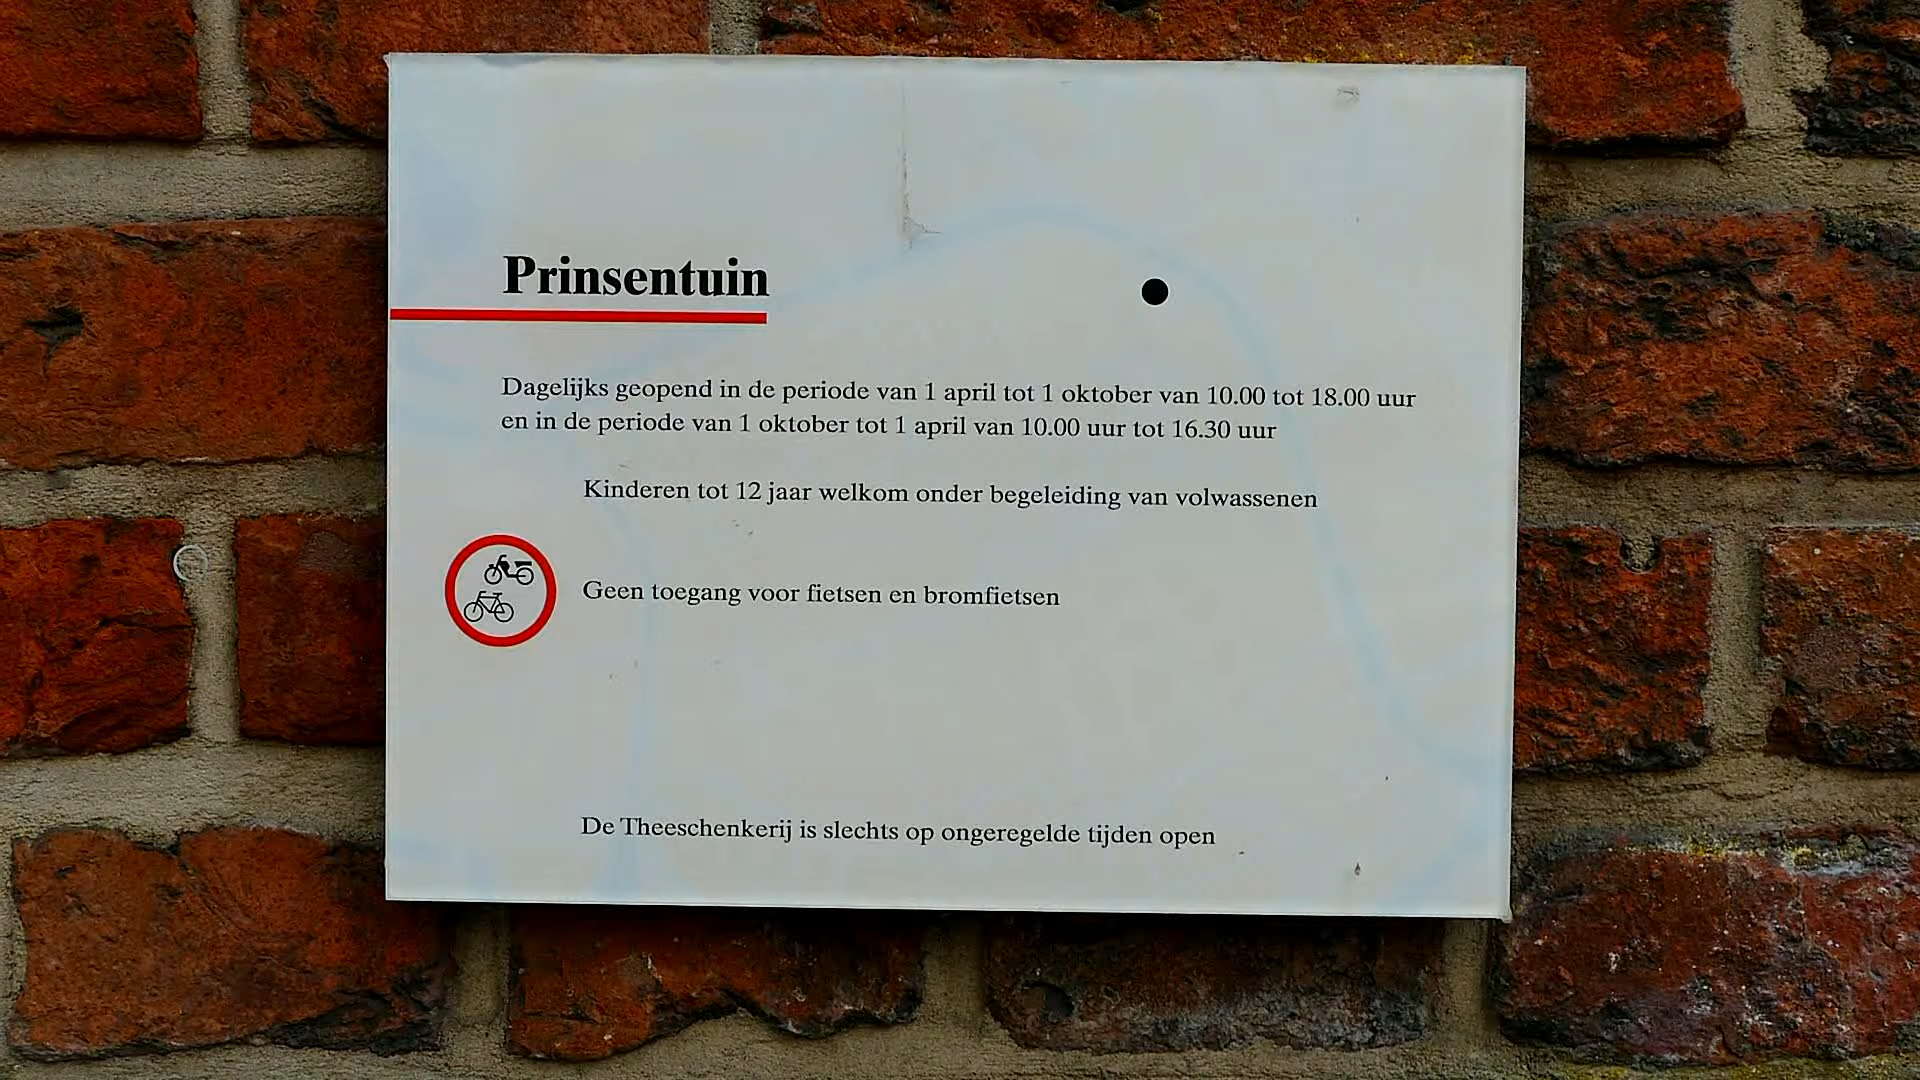 Prinsentuin
Dagelijks geopend in de periode van 1 april tot 1 oktober van 10.00 tot 18.00 uur
en in de periode van 1 oktober tot 1 april van 10.00 uur tot 16.30 uur
Kinderen tot 12 jaar welkom onder begeleiding van volwassenen
Geen toegang voor fietsen en bromfietsen
De Theeschenkerij is slechts op ongeregelde tijden open